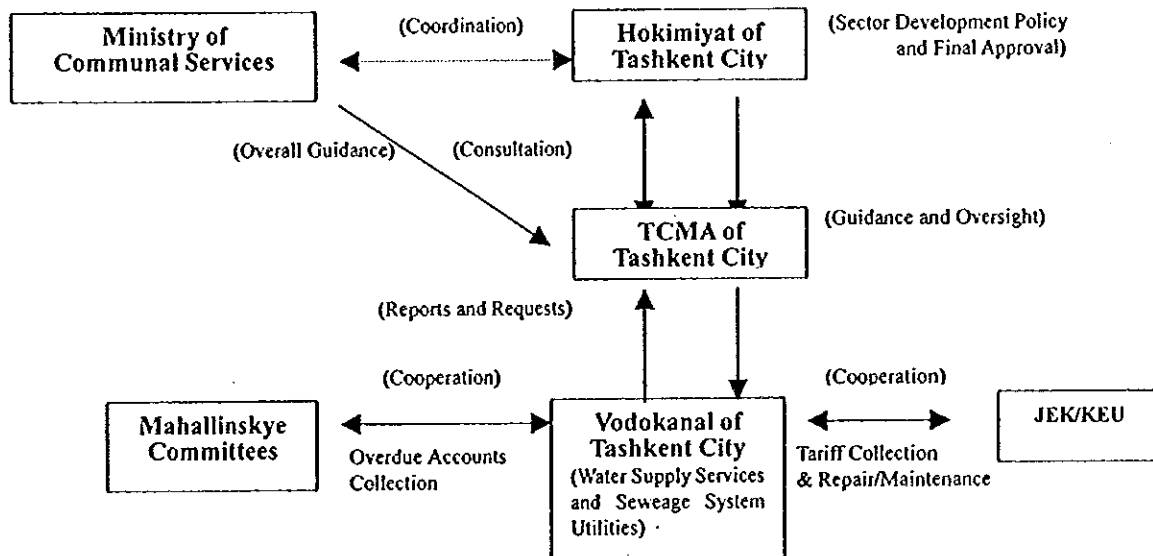 Ministry of
Communal Services
(Coordination)
Hokimiyat of
Tashkent City
(Sector Development Policy
and Final Approval)
(Overall Guidance)
(Consultation)
TCMA of
Tashkent City
(Guidance and Oversight)
(Reports and Requests)
(Cooperation)
(Cooperation)
Mahallinskye
Committees
Overdue Accounts
Collection
Vodokanal of
Tashkent City
(Water Supply Services
and Seweage System
Utilities)
Tariff Collection
& Repair/Maintenance
JEK/KEU